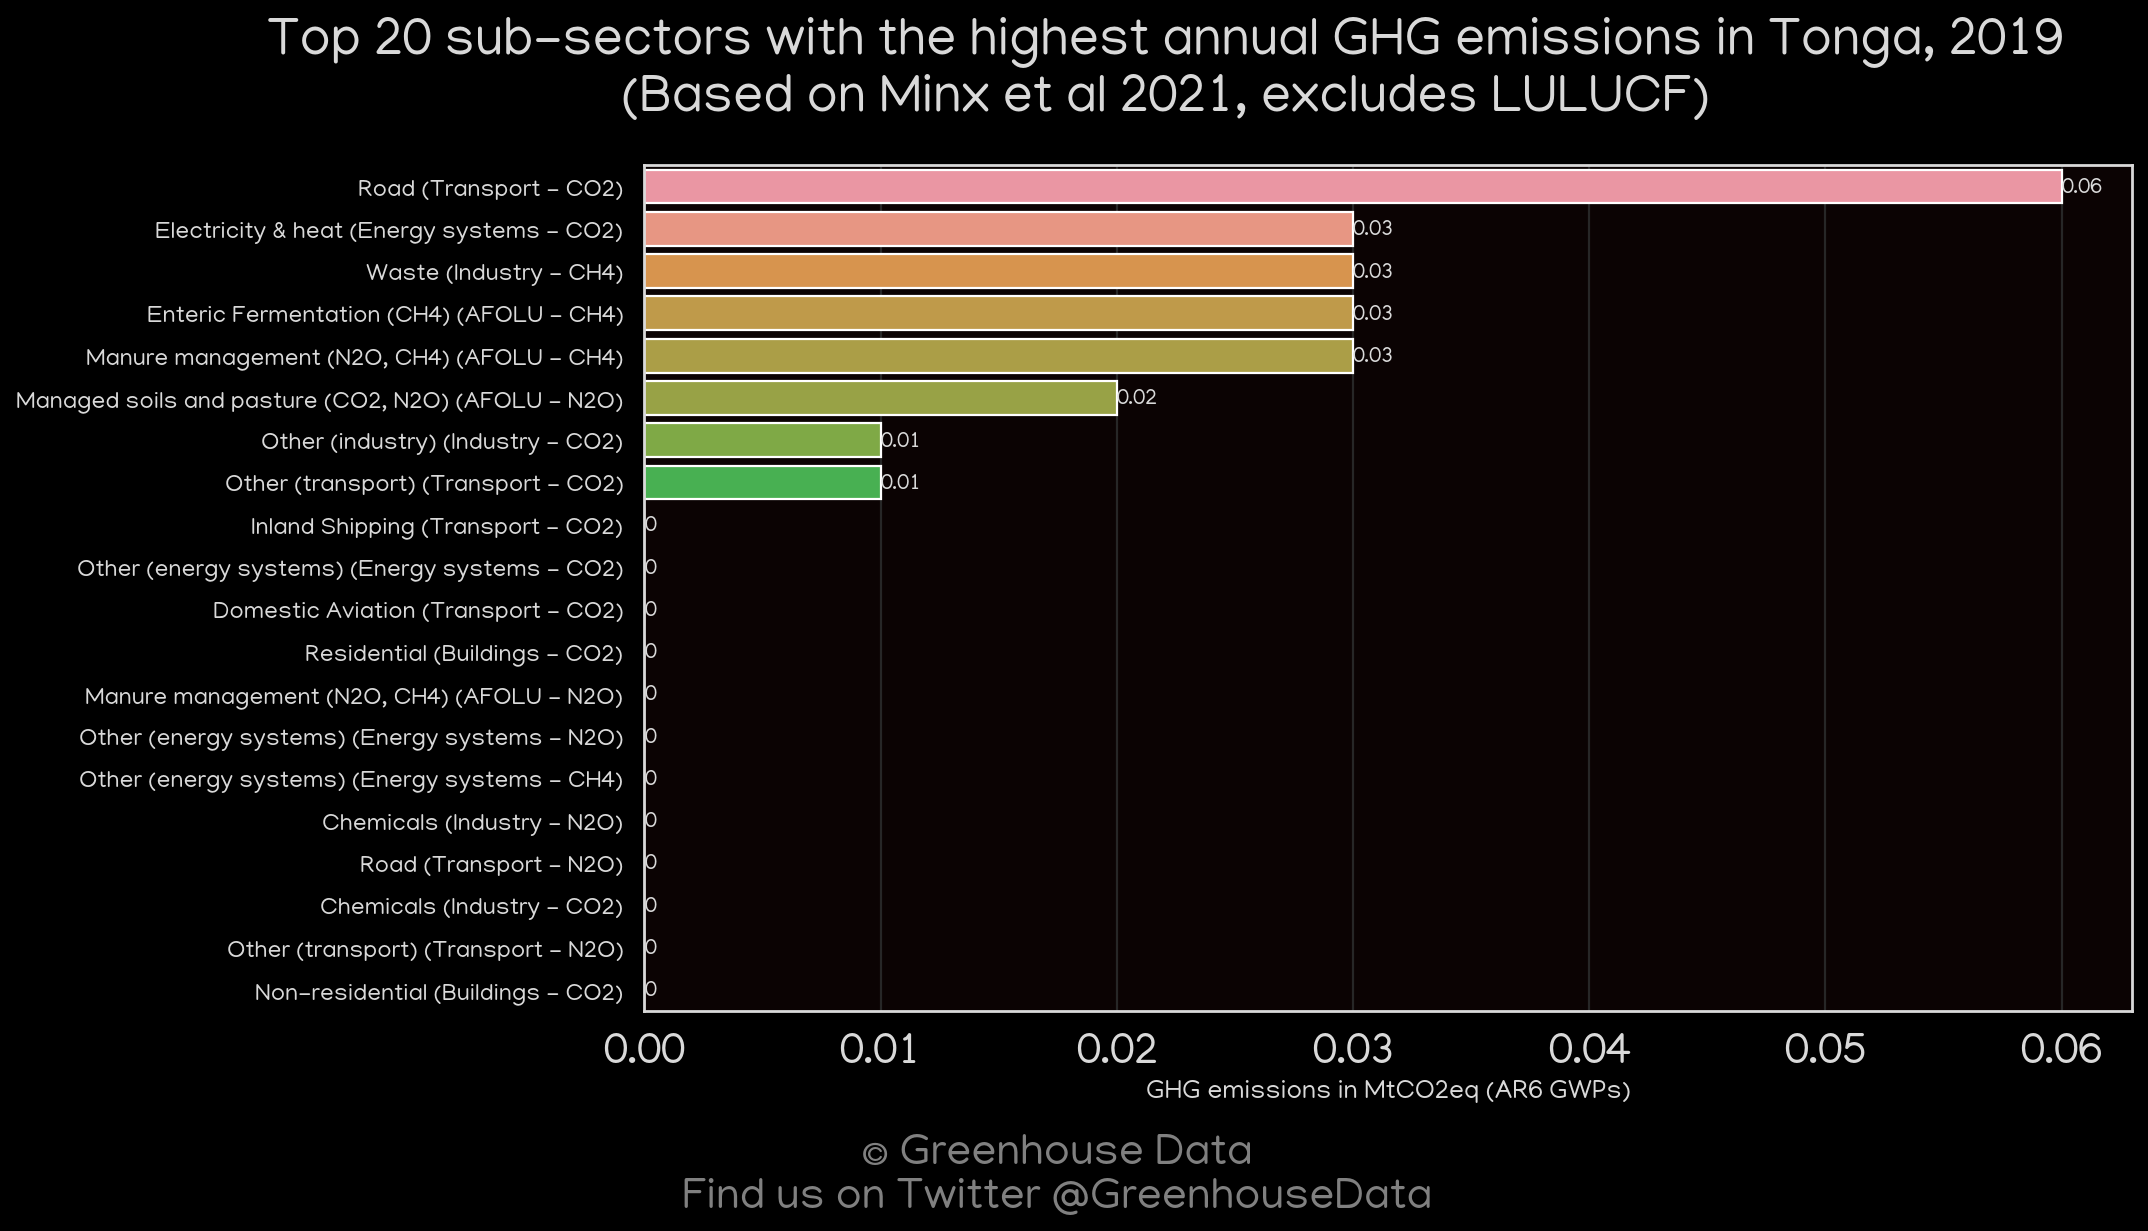 Top 20 sub-sectors with the highest annual GHG emissions in Tonga, 2019
(Based on Minx et al 2021, excludes LULUCF)
Road (Transport - CO2) 0.06
Electricity & heat (Energy systems - CO2) 0.03
Waste (Industry - CH4) 0.03
Enteric Fermentation (CH4) (AFOLU - CH4) 0.03
Manure management (N2O, CH4) (AFOLU - CH4) 0.03
Managed soils and pasture (CO2, N2O) (AFOLU - N2O) 0.02
Other (industry) (Industry - CO2) 0.01
Other (transport) (Transport - CO2) 0.01
Inland Shipping (Transport - CO2) 0
Other (energy systems) (Energy systems - CO2) 0
Domestic Aviation (Transport - CO2) 0
Residential (Buildings - CO2) 0
Manure management (N2O, CH4) (AFOLU - N2O) 0
Other (energy systems) (Energy systems - N2O) 0
Other (energy systems) (Energy systems - CH4) 0
Chemicals (Industry - N2O) 0
Road (Transport - N2O) 0
Chemicals (Industry - CO2) 0
Other (transport) (Transport - N2O) 0
Non-residential (Buildings - CO2) 0
0.00 0.01 0.02 0.03 0.04 0.05 0.06
GHG emissions in MtCO2eq (AR6 GWPs)
© Greenhouse Data
Find us on Twitter @GreenhouseData